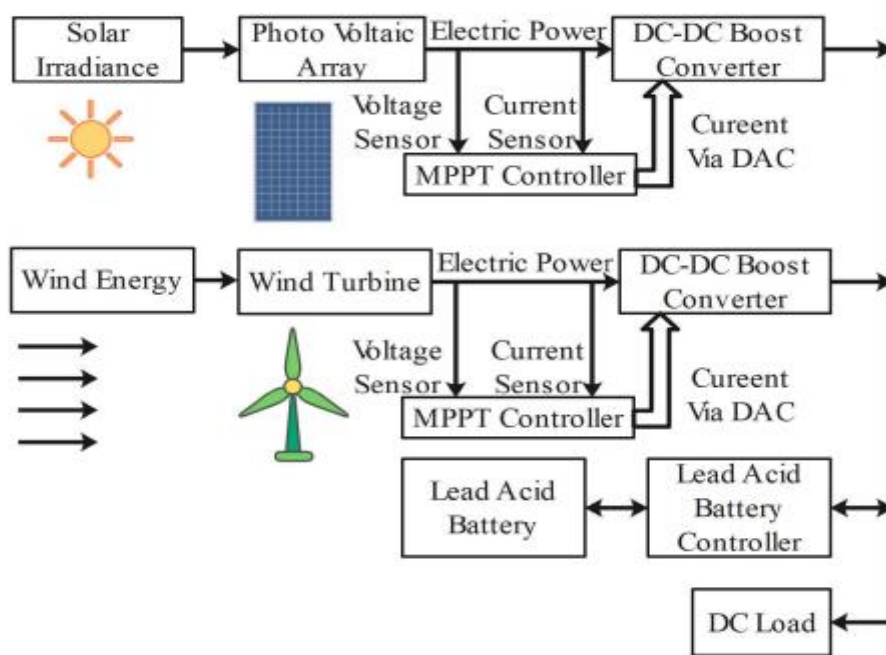 Solar
Irradiance
Photo Voltaic
Array
Electric Power
DC-DC Boost
Converter
Voltage
Sensor
Current
Sensor
Cureent
Via DAC
MPPT Controller
Wind Energy
Wind Turbine
Electric Power
DC-DC Boost
Converter
Voltage
Sensor
Current
Sensor
Cureent
Via DAC
MPPT Controller
Lead Acid
Battery
Lead Acid
Battery
Controller
DC Load